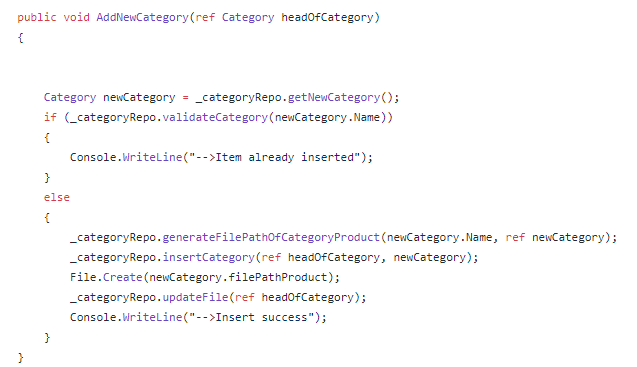 public void AddNewCategory(ref Category headOfCategory)
{
Category newCategory = _categoryRepo.getNewCategory();
if (_categoryRepo.validateCategory(newCategory.Name))
{
Console.WriteLine("-->Item already inserted");
}
else
{
_categoryRepo.generateFilePathOfCategoryProduct(newCategory.Name, ref newCategory);
_categoryRepo.insertCategory(ref headOfCategory, newCategory);
File.Create(newCategory.filePathProduct);
_categoryRepo.updateFile(ref headOfCategory);
Console.WriteLine("-->Insert success");
}
}